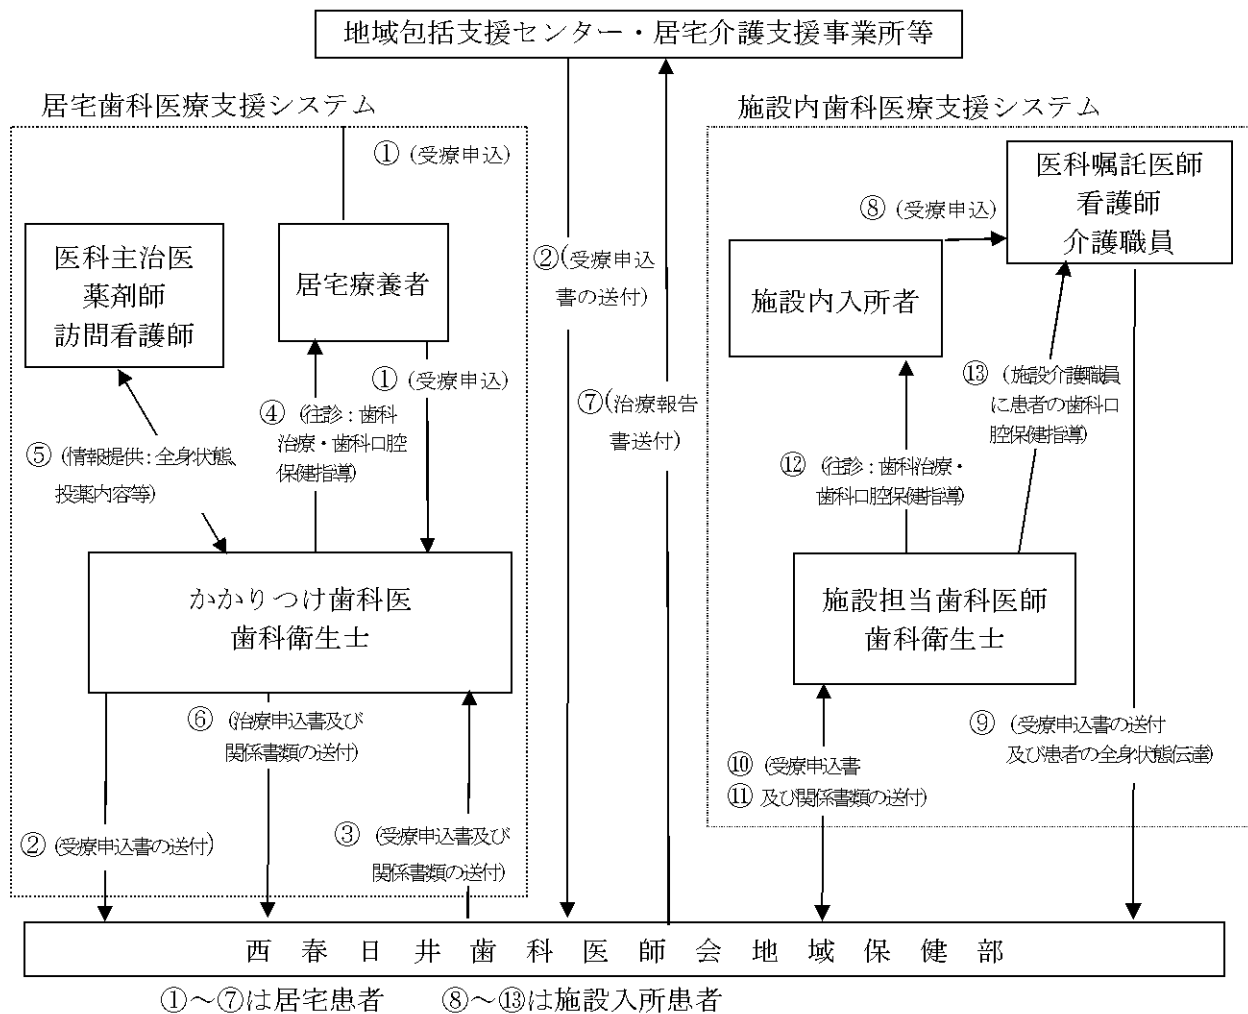 地域包括支援センター・居宅介護支援事業所等
居宅歯科医療支援システム
① (受療申込)
医科主治医
薬剤師
訪問看護師
居宅療養者
① (受療申込)
④ (往診：歯科
治療・歯科口腔
保健指導)
⑤ (情報提供：全身状態、
投薬内容等)
かかりつけ歯科医
歯科衛生士
⑥ (治療申込書及び
関係書類の送付)
② (受療申込書の送付)
③ (受療申込書及び
関係書類の送付)
②(受療申込
書の送付)
⑦(治療報告
書送付)
施設内歯科医療支援システム
医科嘱託医師
看護師
介護職員
⑧ (受療申込)
施設内入所者
⑬ (施設介護職員
に患者の歯科口
腔保健指導)
⑫ (往診：歯科治療・
歯科口腔保健指導)
施設担当歯科医師
歯科衛生士
⑨ (受療申込書の送付
及び患者の全身状態伝達)
⑩ (受療申込書
⑪ 及び関係書類の送付)
西春日井歯科医師会地域保健部
①～⑦は居宅患者 ⑧～⑬は施設入所患者